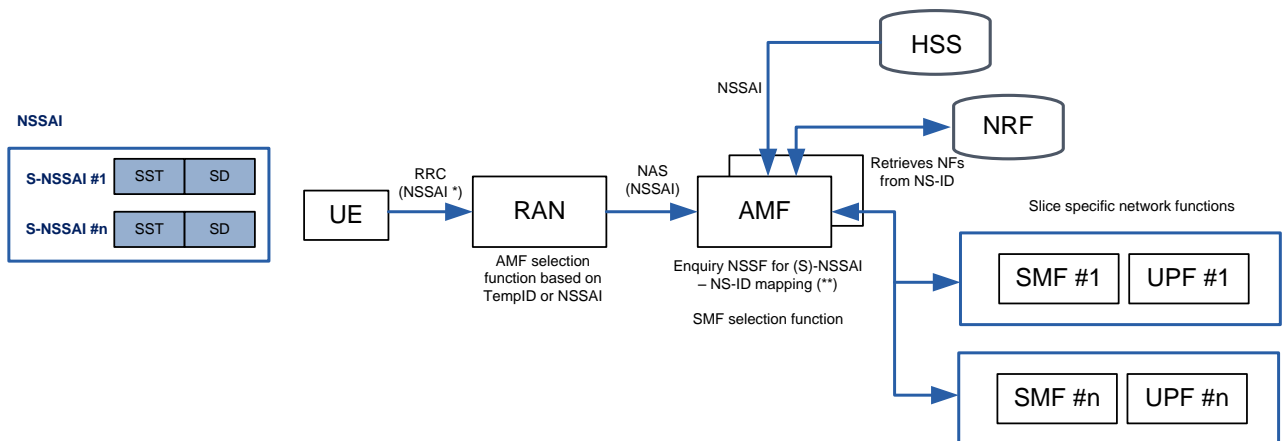 NSSAI
S-NSSAI #1
SST
SD
S-NSSAI #n
SST
SD
UE
RRC
(NSSAI *)
RAN
AMF selection
function based on
TempID or NSSAI
NAS
(NSSAI)
AMF
Enquiry NSSF for (S)-NSSAI
– NS-ID mapping (**)
SMF selection function
NSSAI
HSS
NRF
Retrieves NFs
from NS-ID
Slice specific network functions
SMF #1
UPF #1
SMF #n
UPF #n